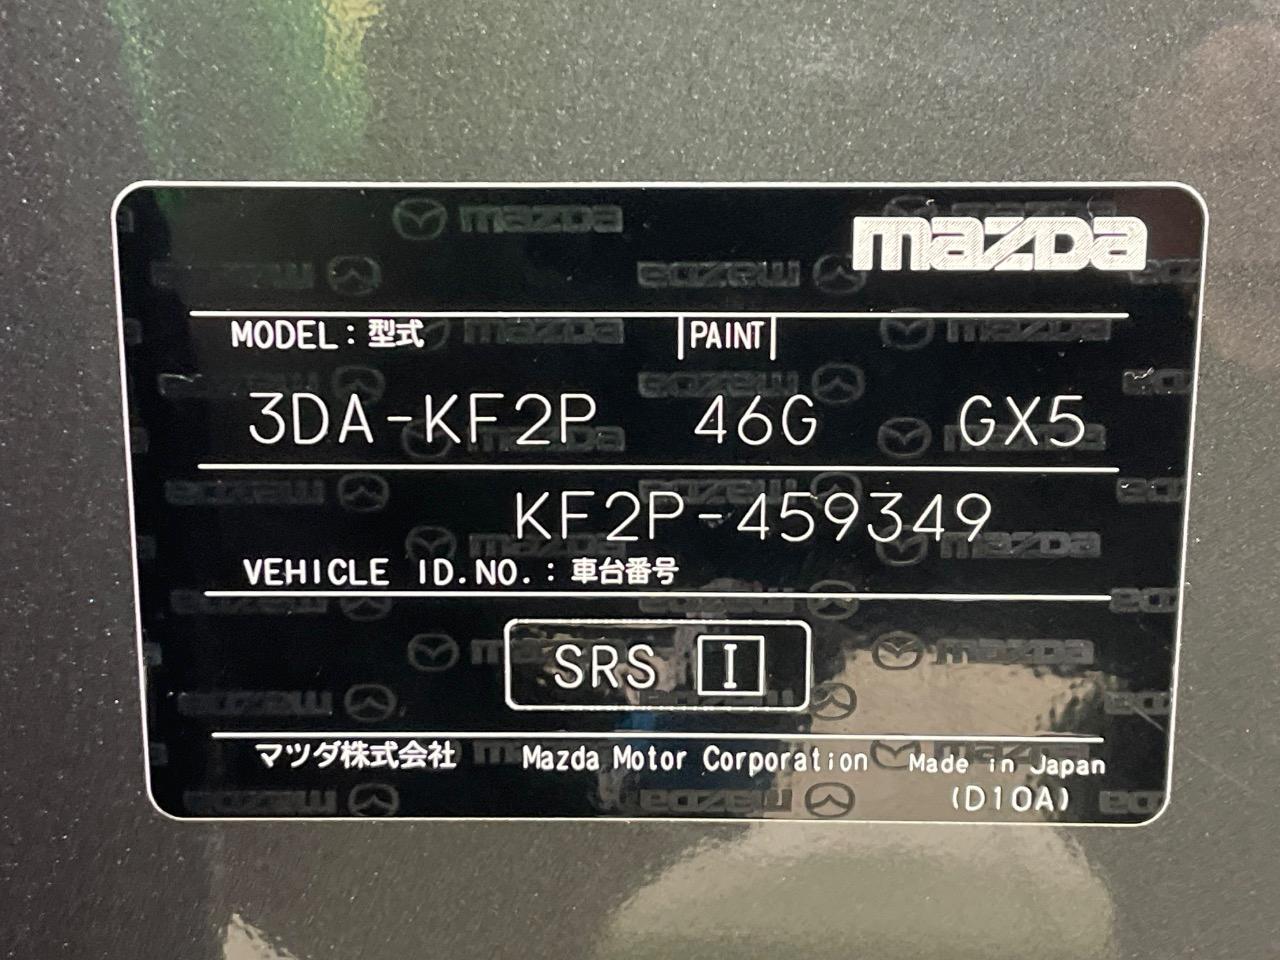 mazda
MODEL : 型式 PAINT
3DA-KF2P 46G GX5
KF2P-459349
VEHICLE ID.NO. : 車台番号
SRS I
マツダ株式会社 Mazda Motor Corporation Made in Japan
(D10A)